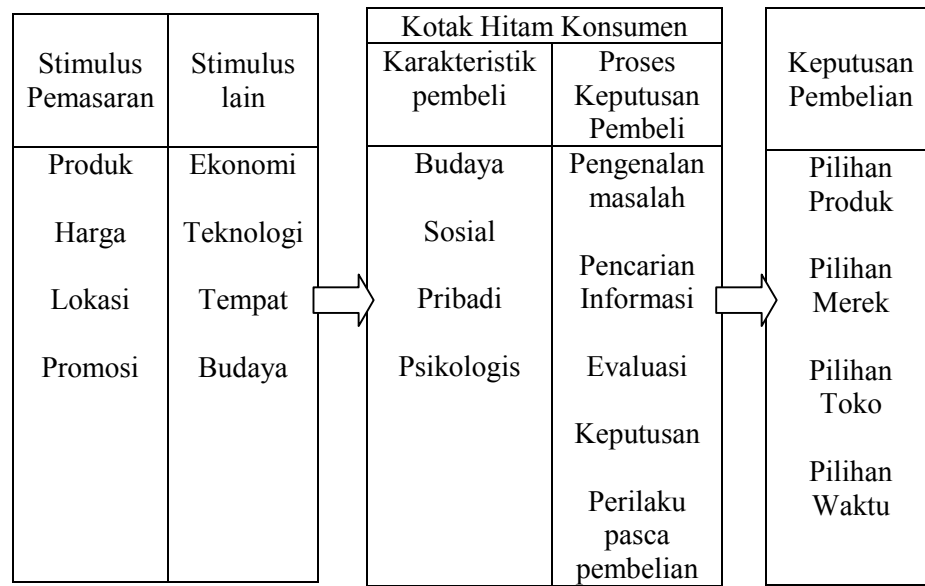 Stimulus
Pemasaran
Produk
Harga
Lokasi
Promosi
Stimulus
lain
Ekonomi
Teknologi
Tempat
Budaya
Kotak Hitam Konsumen
Karakteristik
pembeli
Budaya
Sosial
Pribadi
Psikologis
Proses
Keputusan
Pembeli
Pengenalan
masalah
Pencarian
Informasi
Evaluasi
Keputusan
Perilaku
pasca
pembelian
Keputusan
Pembelian
Pilihan
Produk
Pilihan
Merek
Pilihan
Toko
Pilihan
Waktu